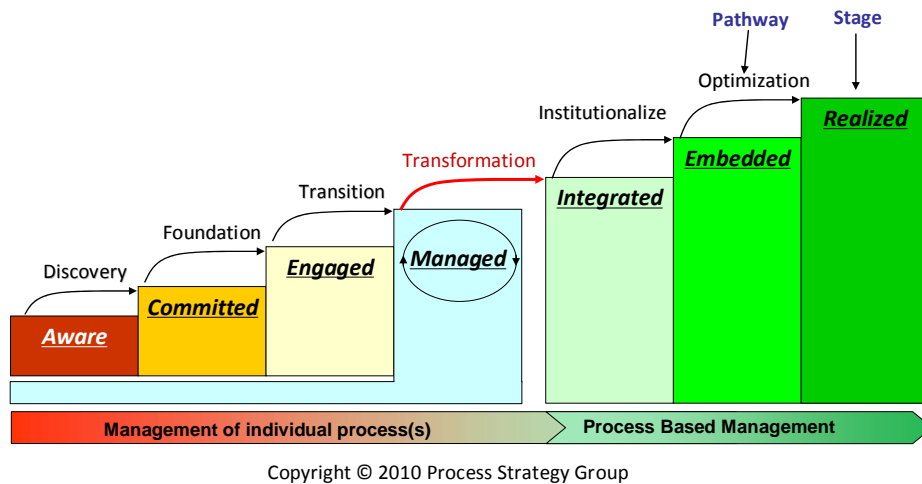 Pathway
Stage
Optimization
Institutionalize
Realized
Embedded
Transformation
Transition
Integrated
Foundation
Managed
Engaged
Discovery
Committed
Aware
Management of individual process(s)
Process Based Management
Copyright © 2010 Process Strategy Group